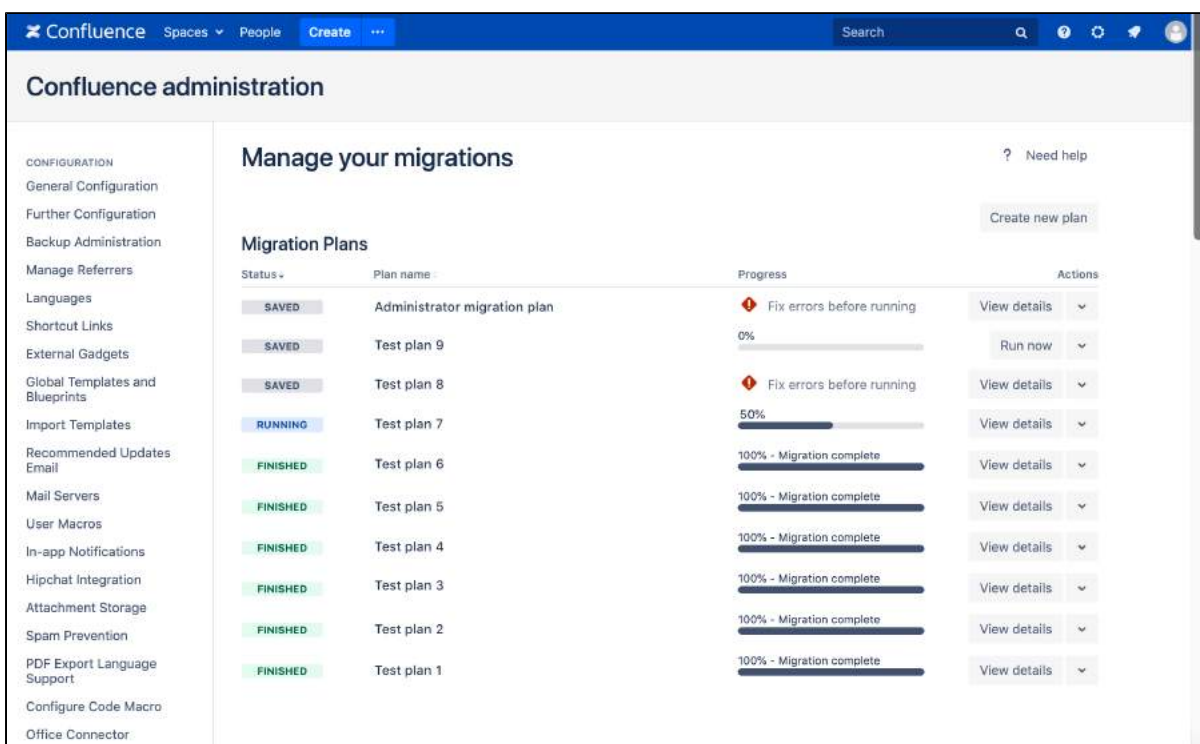 Confluence Spaces People Create ••• Search
Confluence administration
CONFIGURATION
General Configuration
Further Configuration
Backup Administration
Manage Referrers
Languages
Shortcut Links
External Gadgets
Global Templates and
Blueprints
Import Templates
Recommended Updates
Email
Mail Servers
User Macros
In-app Notifications
Hipchat Integration
Attachment Storage
Spam Prevention
PDF Export Language
Support
Configure Code Macro
Office Connector
Manage your migrations
? Need help
Create new plan
Migration Plans
Status Plan name Progress Actions
SAVED Administrator migration plan Fix errors before running View details
SAVED Test plan 9 0% Run now
SAVED Test plan 8 Fix errors before running View details
RUNNING Test plan 7 50% View details
FINISHED Test plan 6 100% - Migration complete View details
FINISHED Test plan 5 100% - Migration complete View details
FINISHED Test plan 4 100% - Migration complete View details
FINISHED Test plan 3 100% - Migration complete View details
FINISHED Test plan 2 100% - Migration complete View details
FINISHED Test plan 1 100% - Migration complete View details